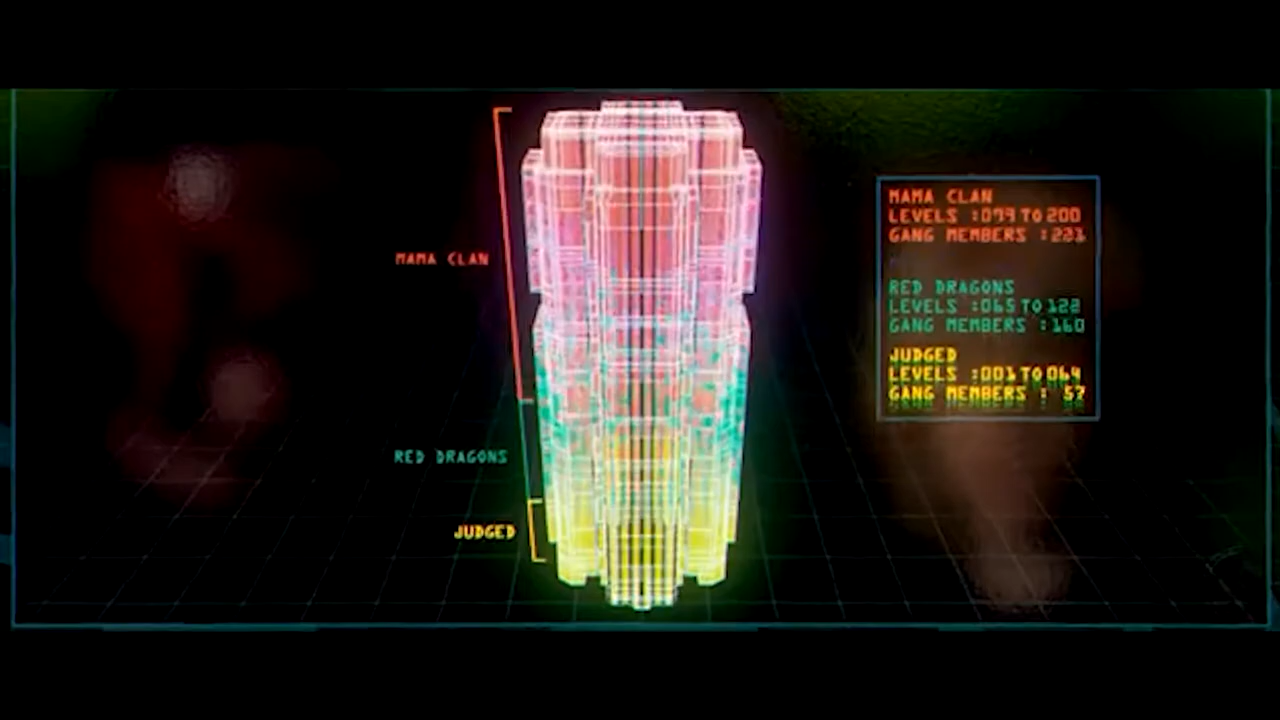 MAMA CLAN
RED DRAGONS
JUDGED
MAMA CLAN
LEVELS :099 TO 200
GANG MEMBERS :221
RED DRAGONS
LEVELS :065 TO 122
GANG MEMBERS :160
JUDGED
LEVELS :001 TO 064
GANG MEMBERS : 57